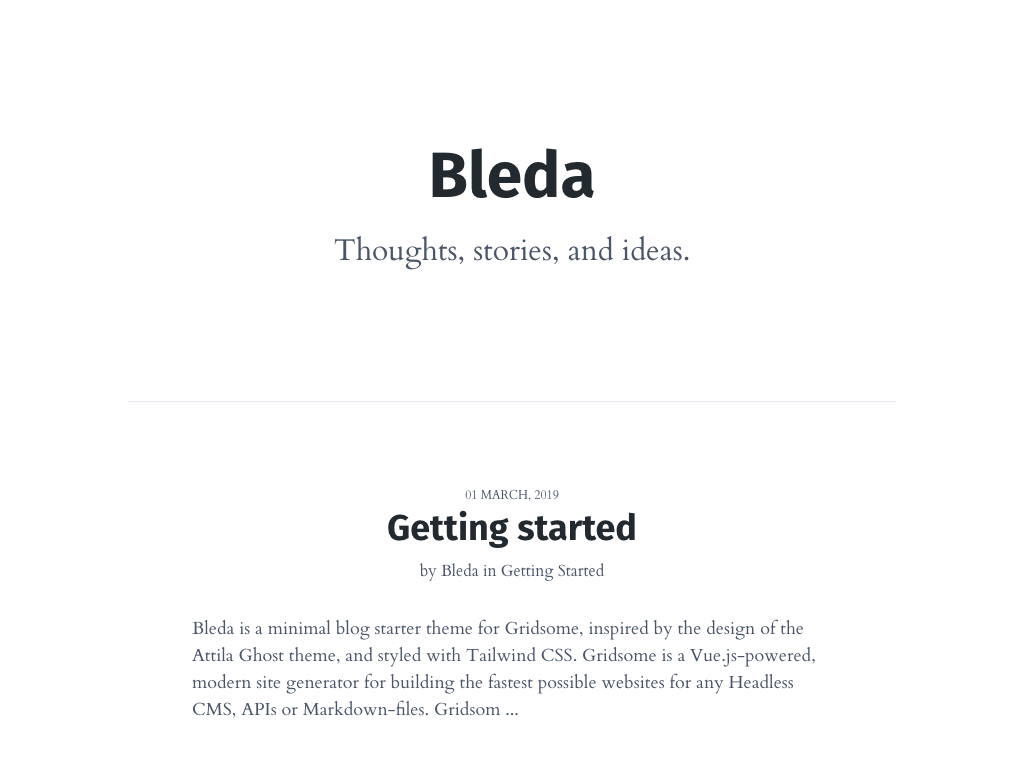 Bleda
Thoughts, stories, and ideas.
01 MARCH, 2019
Getting started
by Bleda in Getting Started
Bleda is a minimal blog starter theme for Gridsome, inspired by the design of the
Attila Ghost theme, and styled with Tailwind CSS. Gridsome is a Vue.js-powered,
modern site generator for building the fastest possible websites for any Headless
CMS, APIs or Markdown-files. Gridsom ...